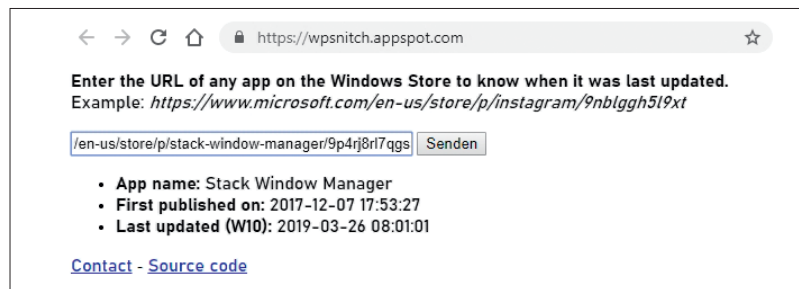 https://wpsnitch.appspot.com
Enter the URL of any app on the Windows Store to know when it was last updated.
Example: https://www.microsoft.com/en-us/store/p/instagram/9nblggh5l9xt
/en-us/store/p/stack-window-manager/9p4rj8rl7qgs Senden
• App name: Stack Window Manager
• First published on: 2017-12-07 17:53:27
• Last updated (W10): 2019-03-26 08:01:01
Contact - Source code